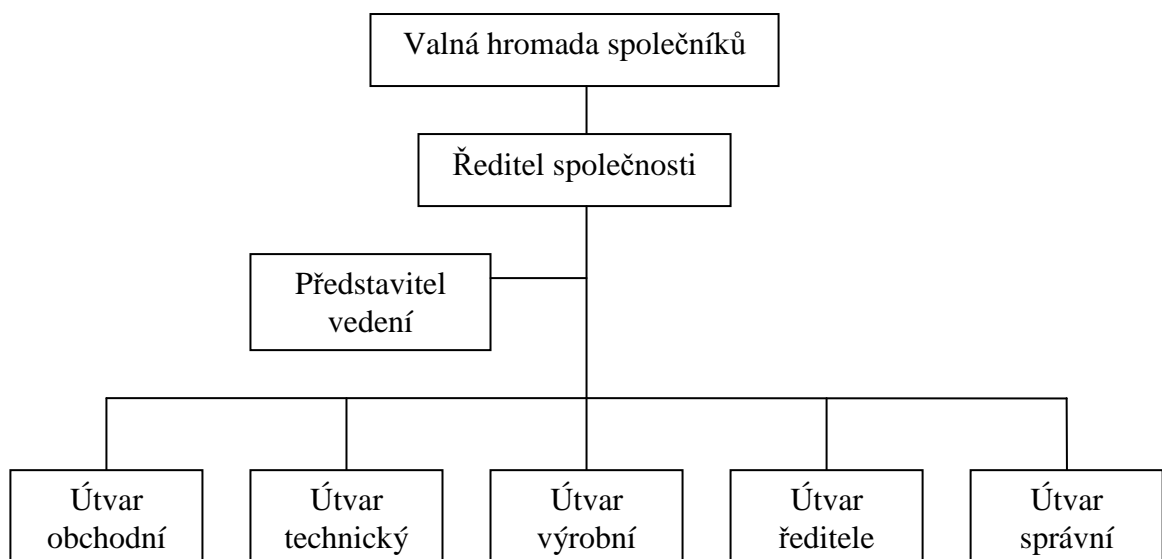 Valná hromada společníků
Ředitel společnosti
Představitel
vedení
Útvar
obchodní
Útvar
technický
Útvar
výrobní
Útvar
ředitele
Útvar
správní